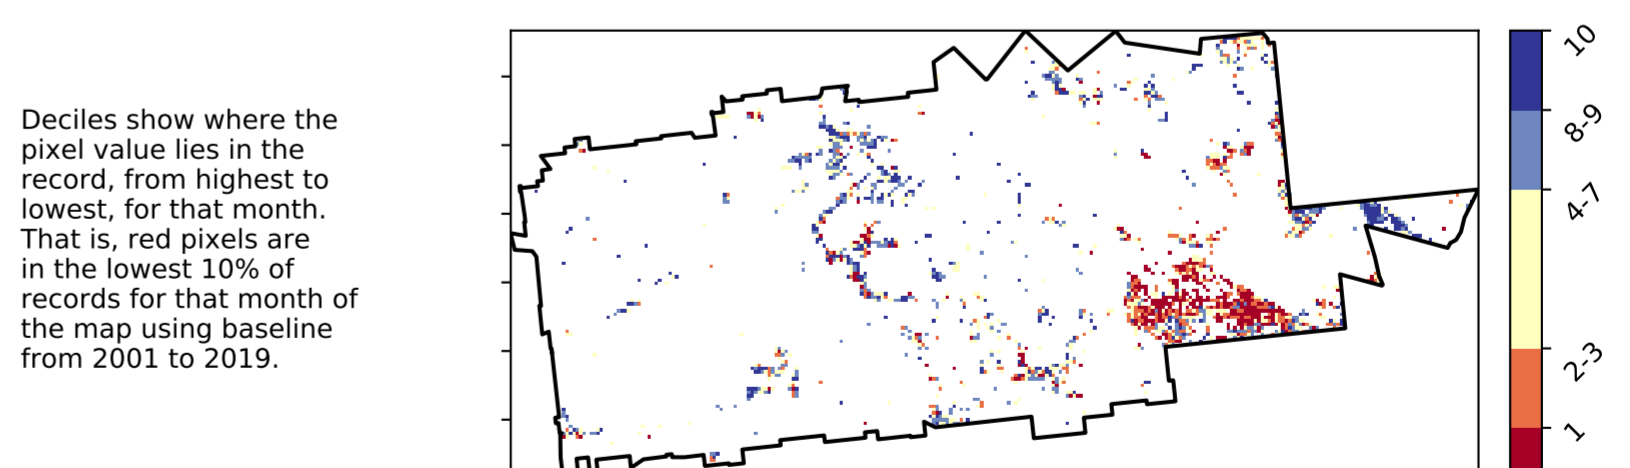 Deciles show where the
pixel value lies in the
record, from highest to
lowest, for that month.
That is, red pixels are
in the lowest 10% of
records for that month of
the map using baseline
from 2001 to 2019.
10
8-9
4-7
2-3
1